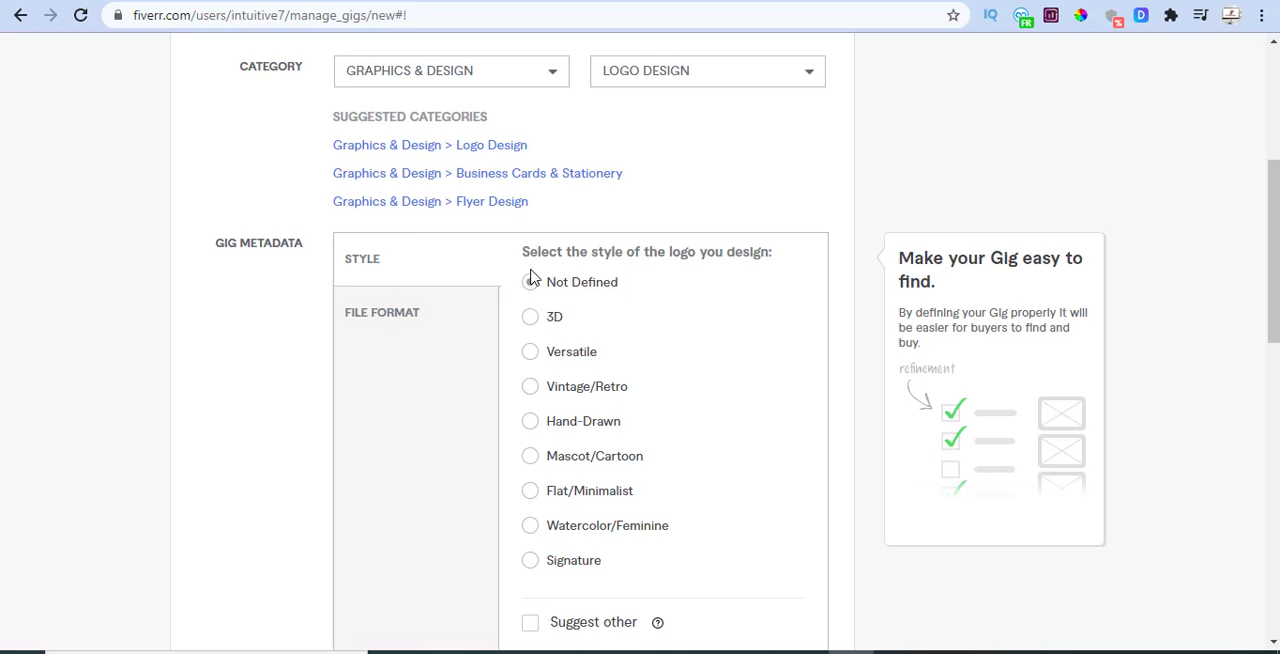 fiverr.com/users/intuitive7/manage_gigs/new#!
IQ
FR
D
CATEGORY
GRAPHICS & DESIGN
LOGO DESIGN
SUGGESTED CATEGORIES
Graphics & Design > Logo Design
Graphics & Design > Business Cards & Stationery
Graphics & Design > Flyer Design
GIG METADATA
STYLE
FILE FORMAT
Select the style of the logo you design:
Not Defined
3D
Versatile
Vintage/Retro
Hand-Drawn
Mascot/Cartoon
Flat/Minimalist
Watercolor/Feminine
Signature
Suggest other
Make your Gig easy to
find.
By defining your Gig properly it will
be easier for buyers to find and
buy.
refinement